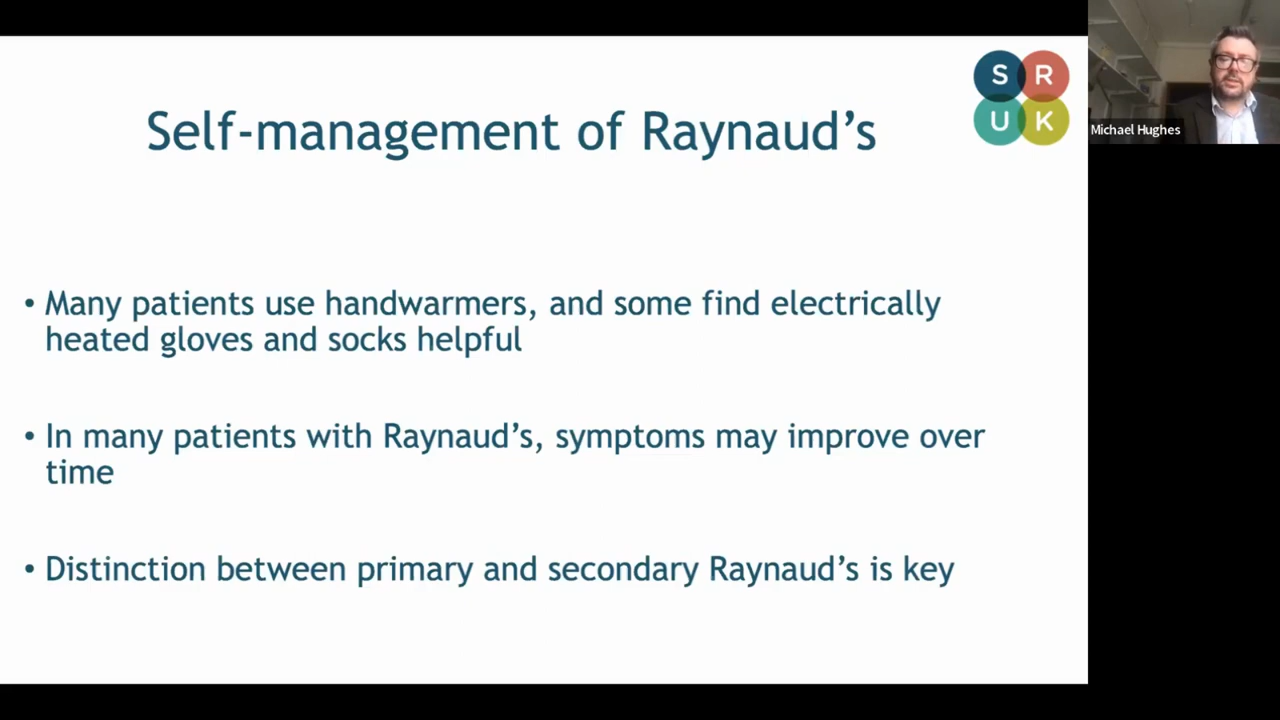 Self-management of Raynaud's
S R
U K
Michael Hughes
• Many patients use handwarmers, and some find electrically
heated gloves and socks helpful
• In many patients with Raynaud's, symptoms may improve over
time
• Distinction between primary and secondary Raynaud's is key